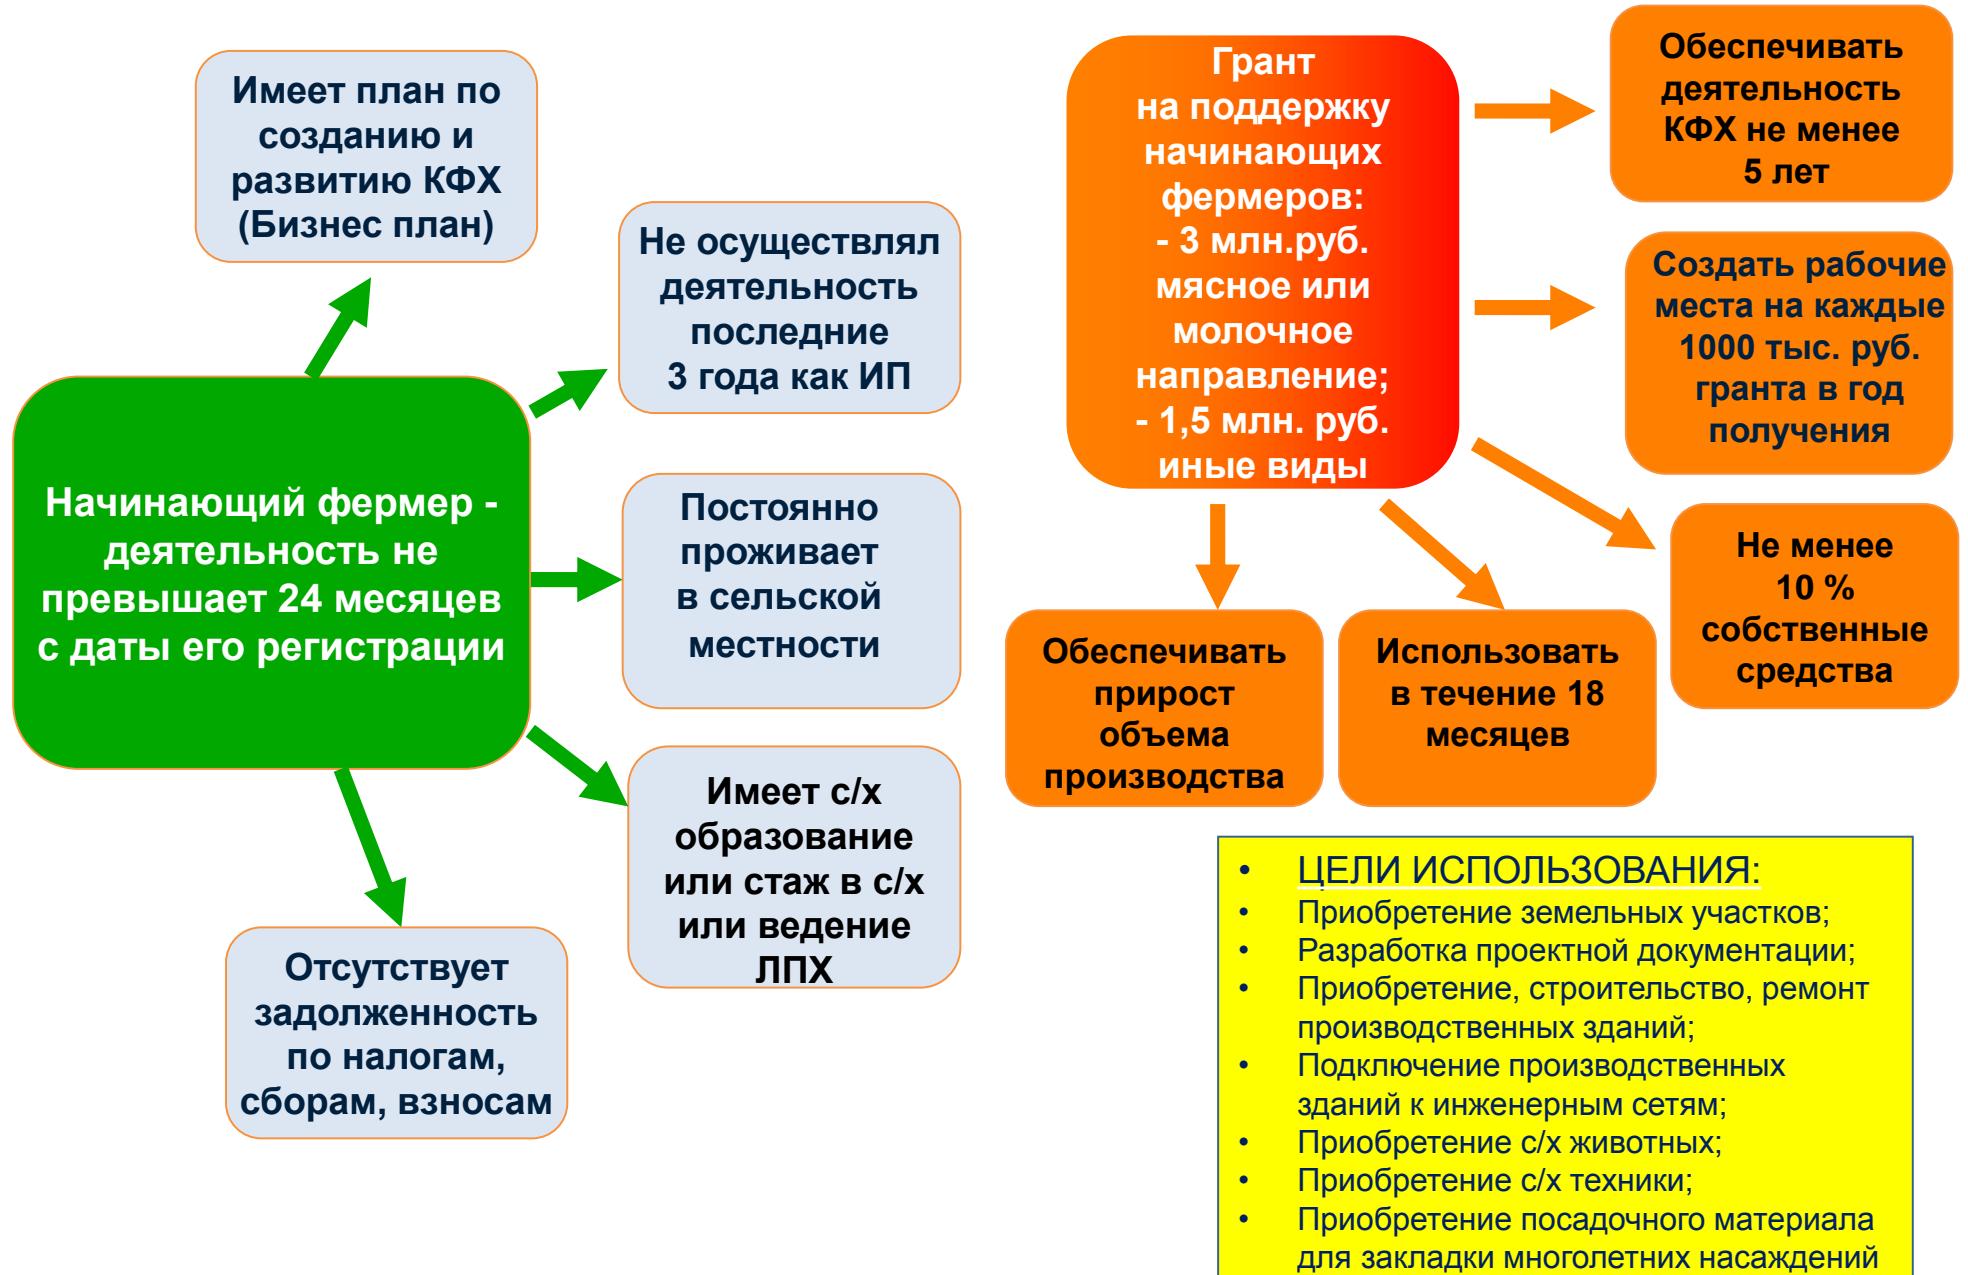 Имеет план по
созданию и
развитию КФХ
(Бизнес план)
Не осуществлял
деятельность
последние
3 года как ИП
Начинающий фермер -
деятельность не
превышает 24 месяцев
с даты его регистрации
Постоянно
проживает
в сельской
местности
Имеет с/х
образование
или стаж в с/х
или ведение
ЛПХ
Отсутствует
задолженность
по налогам,
сборам, взносам
Грант
на поддержку
начинающих
фермеров:
- 3 млн.руб.
мясное или
молочное
направление;
- 1,5 млн. руб.
иные виды
Обеспечивать
деятельность
КФХ не менее
5 лет
Создать рабочие
места на каждые
1000 тыс. руб.
гранта в год
получения
Не менее
10 %
собственные
средства
Использовать
в течение 18
месяцев
Обеспечивать
прирост
объема
производства
• ЦЕЛИ ИСПОЛЬЗОВАНИЯ:
• Приобретение земельных участков;
• Разработка проектной документации;
• Приобретение, строительство, ремонт
производственных зданий;
• Подключение производственных
зданий к инженерным сетям;
• Приобретение с/х животных;
• Приобретение с/х техники;
• Приобретение посадочного материала
для закладки многолетних насаждений